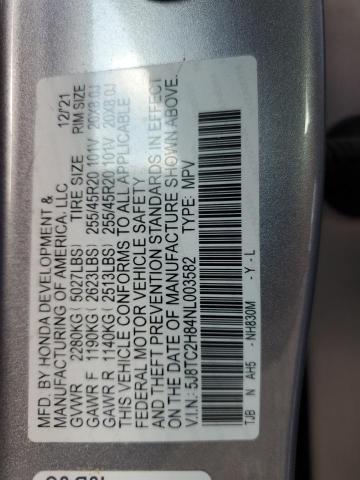 MFD. BY HONDA DEVELOPMENT & 12/'21
MANUFACTURING OF AMERICA, LLC
GVWR 2280KG (5027LBS) TIRE SIZE RIM SIZE
GAWR F 1190KG (2623LBS) 255/45R20 101V 20X8.0J
GAWR R 1140KG (2513LBS) 255/45R20 101V 20X8.0J
THIS VEHICLE CONFORMS TO ALL APPLICABLE
FEDERAL MOTOR VEHICLE SAFETY
AND THEFT PREVENTION STANDARDS IN EFFECT
ON THE DATE OF MANUFACTURE SHOWN ABOVE.
V.I.N.: 5J8TC2H84NL003582 TYPE: MPV
TJB N AH5 - NH830M - Y - L